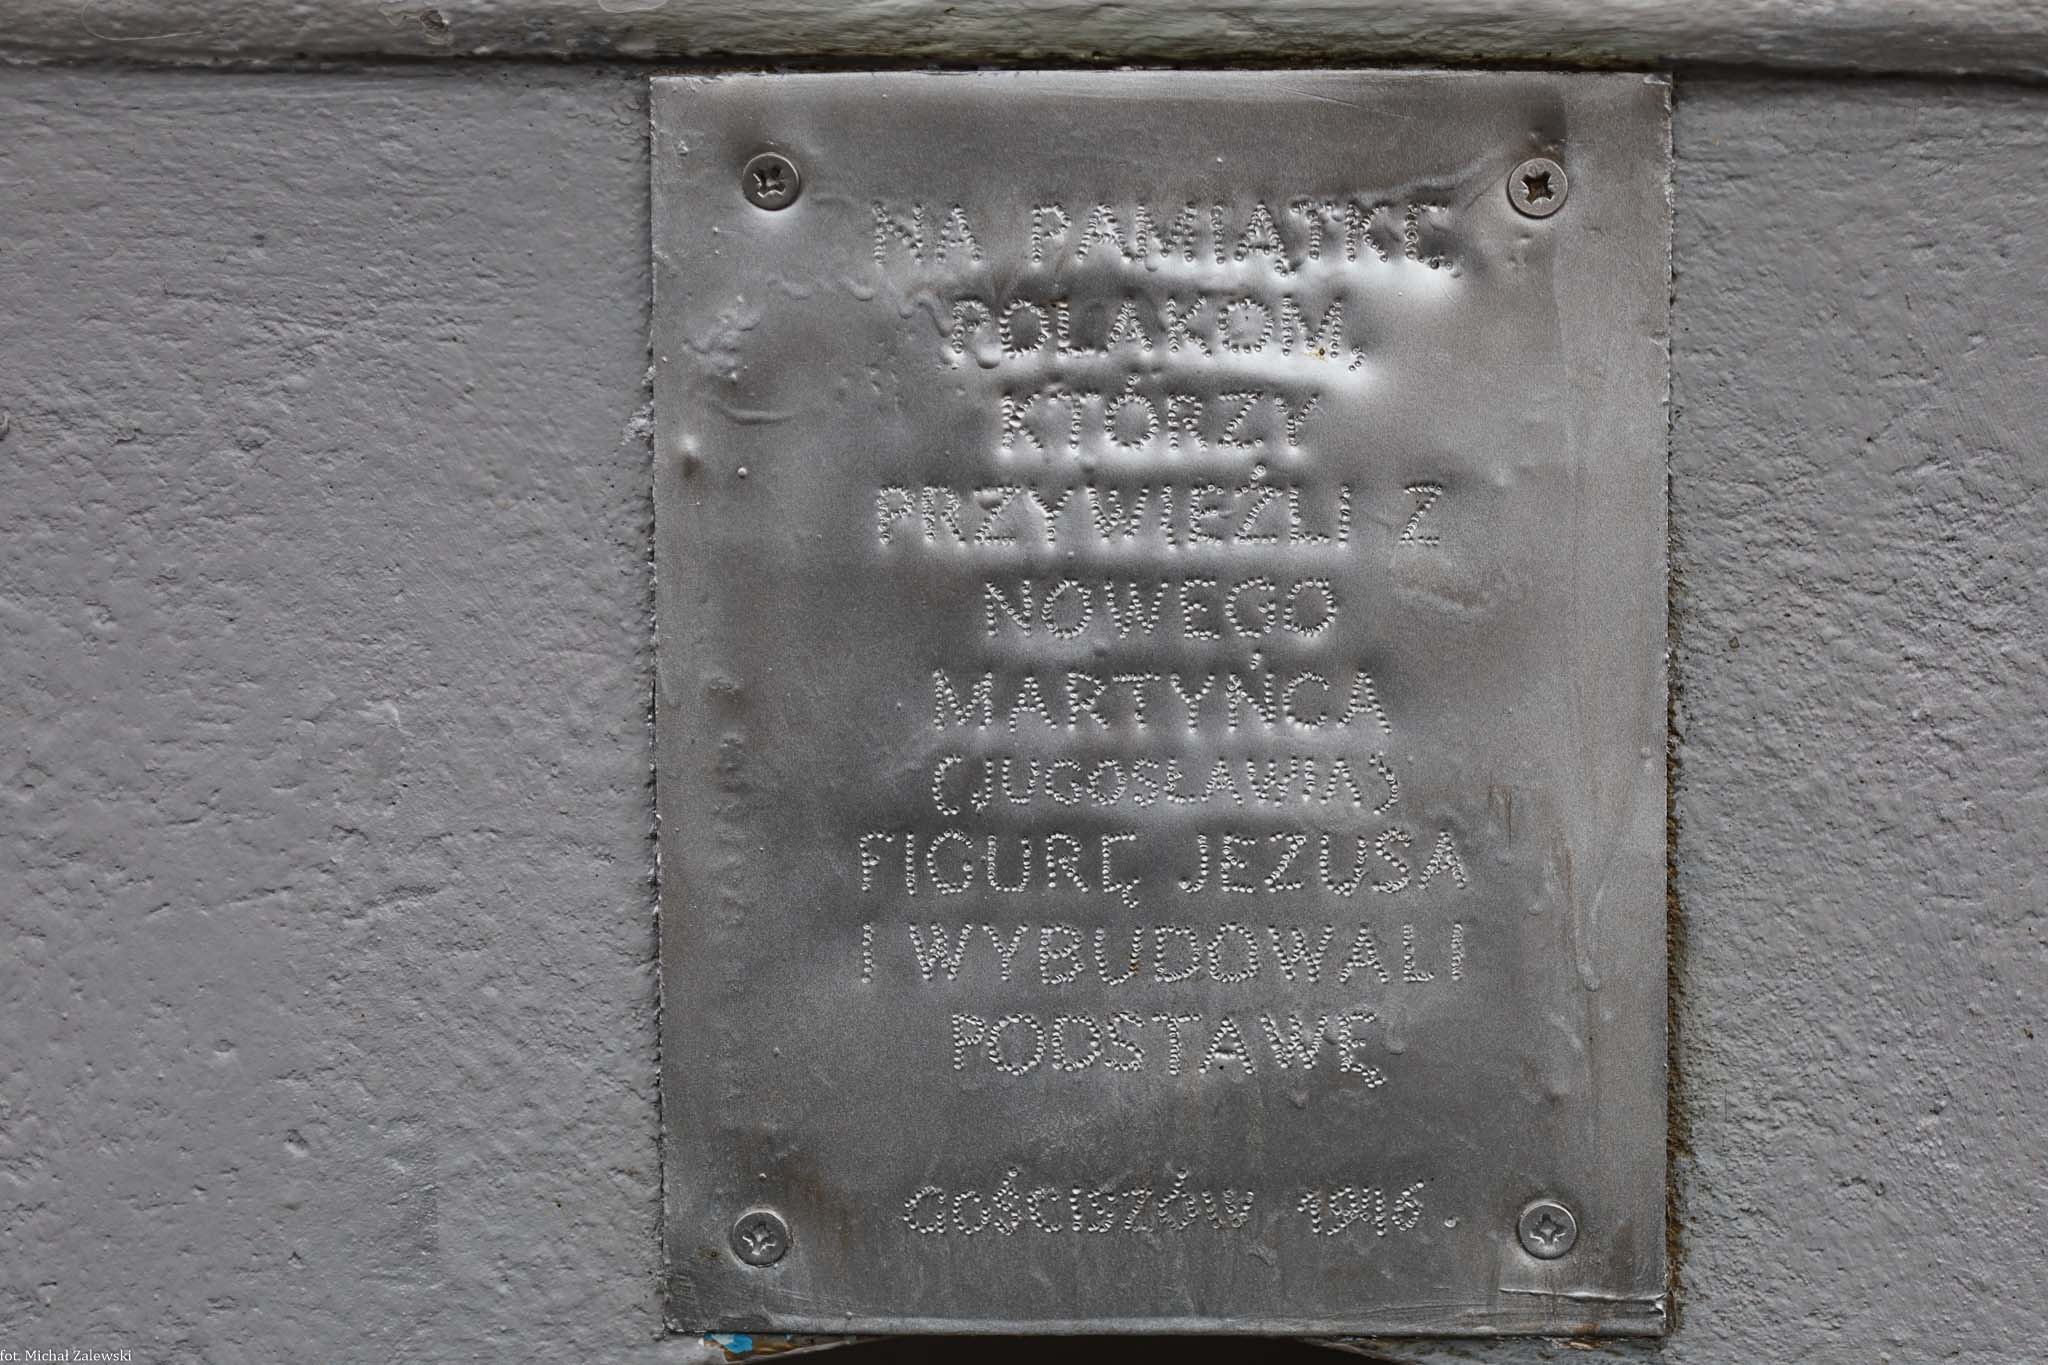 NA PAMIĄTKĘ
POLAKOM,
KTÓRZY
PRZYWIEŹLI Z
NOWEGO
MARTYŃCA
(JUGOSŁAWIA)
FIGURĘ JEZUSA
I WYBUDOWALI
PODSTAWĘ
GOŚCISZÓW 1946.
fot. Michał Zalewski